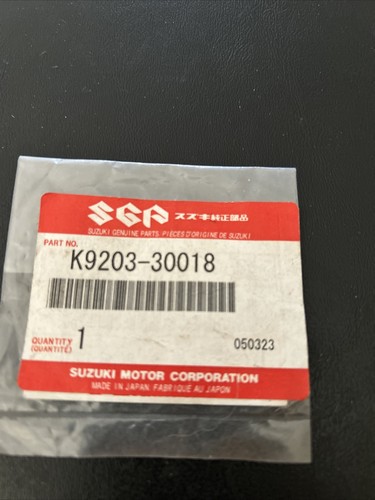 SGP スズキ純正部品
SUZUKI GENUINE PARTS / PIÈCES D'ORIGINE DE SUZUKI
PART NO.
K9203-30018
QUANTITY 1 050323
(QUANTITÉ)
SUZUKI MOTOR CORPORATION
MADE IN JAPAN FABRIQUE AU JAPON